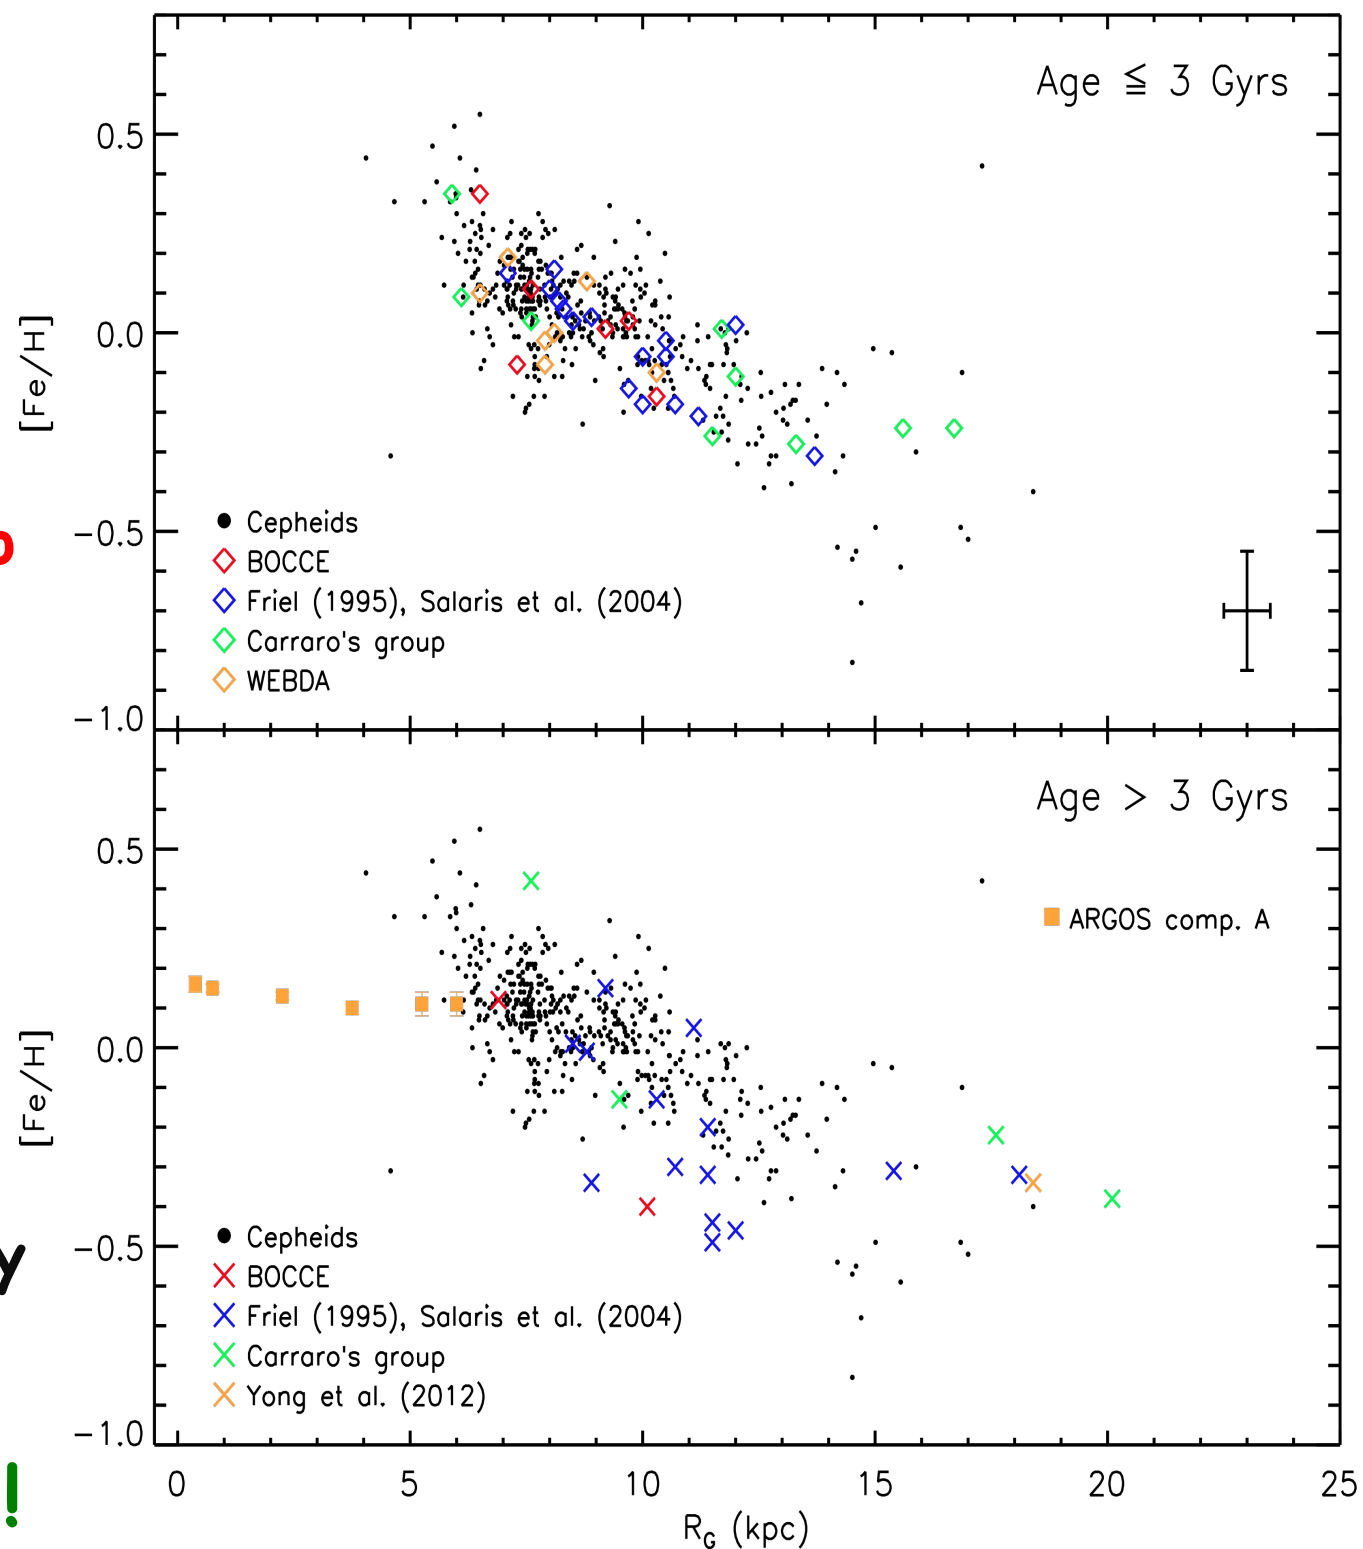 Age ≦ 3 Gyrs
0.5
0.0
−0.5
−1.0
[Fe/H]
Cepheids
BOCCE
Friel (1995), Salaris et al. (2004)
Carraro's group
WEBDA
p
Age > 3 Gyrs
ARGOS comp. A
0.5
0.0
−0.5
−1.0
[Fe/H]
Cepheids
BOCCE
Friel (1995), Salaris et al. (2004)
Carraro's group
Yong et al. (2012)
y
!
0 5 10 15 20 25
R_G (kpc)